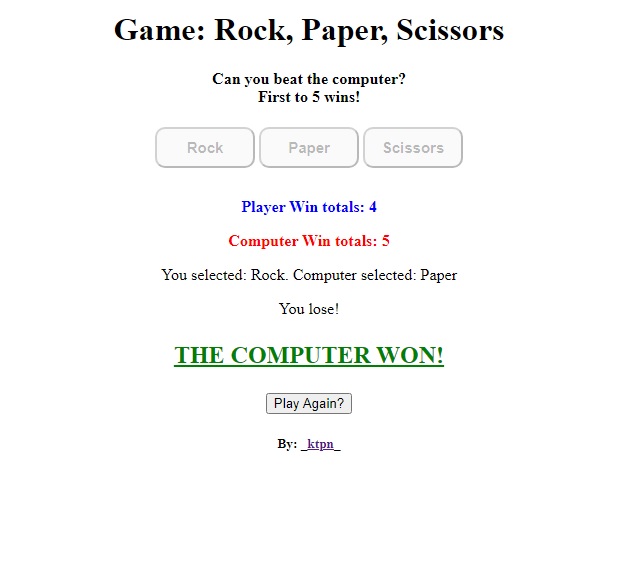 Game: Rock, Paper, Scissors
Can you beat the computer?
First to 5 wins!
Rock Paper Scissors
Player Win totals: 4
Computer Win totals: 5
You selected: Rock. Computer selected: Paper
You lose!
THE COMPUTER WON!
Play Again?
By: _ktpn_